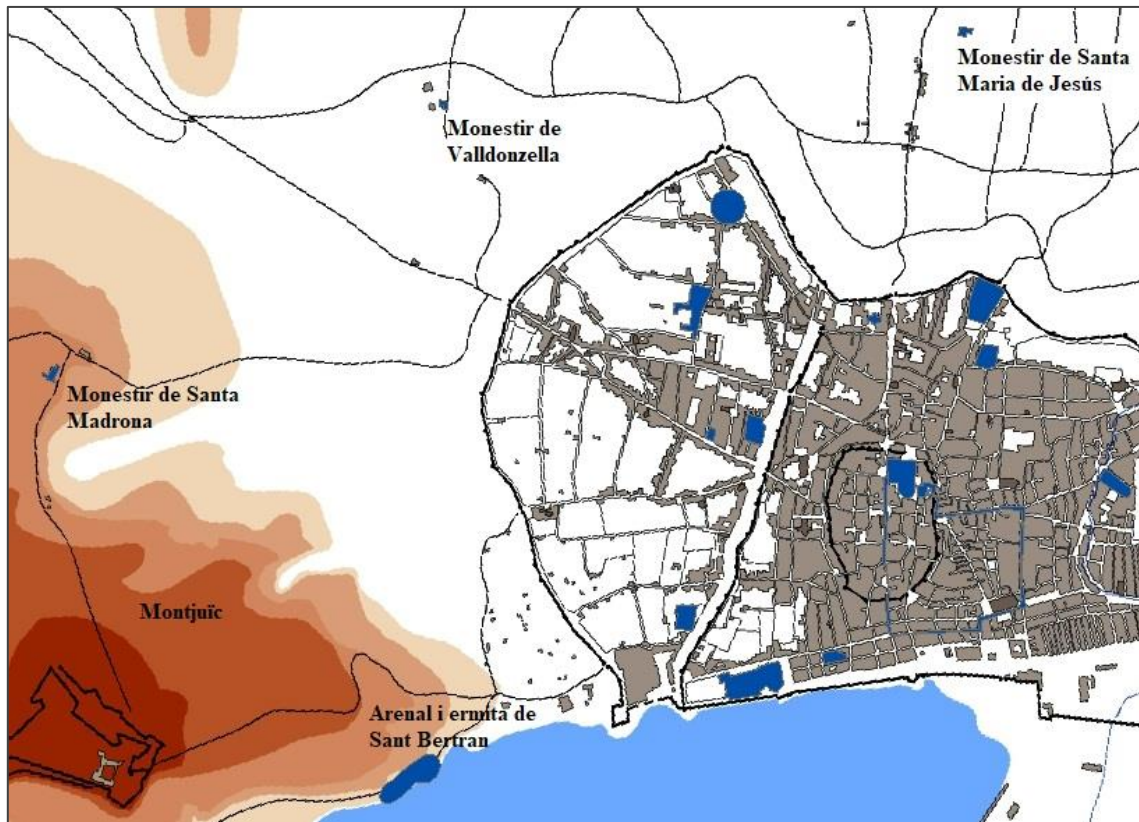 Monestir de Santa
Maria de Jesús
Monestir de
Valldonzella
Monestir de Santa
Madrona
Montjuïc
Arenal i ermita de
Sant Bertran